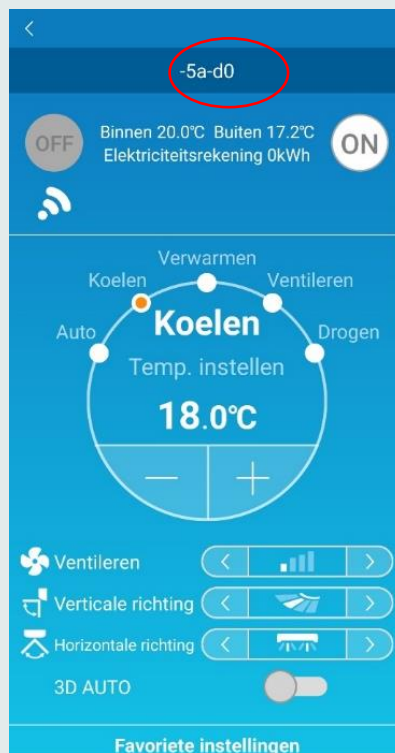 -5a-d0
OFF
Binnen 20.0°C Buiten 17.2°C
Elektriciteitsrekening 0kWh
ON
Verwarmen
Koelen
Ventileren
Auto
Koelen
Drogen
Temp. instellen
18.0°C
Ventileren
Verticale richting
Horizontale richting
3D AUTO
Favoriete instellingen